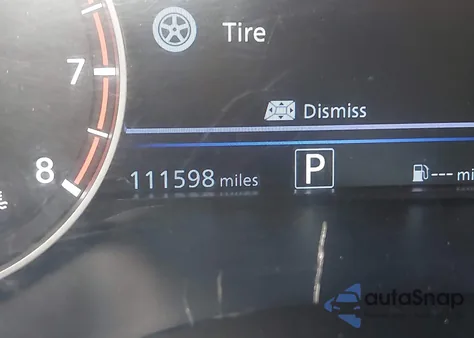 Tire
7
Dismiss
8
111598 miles P --- mi
autoSnap